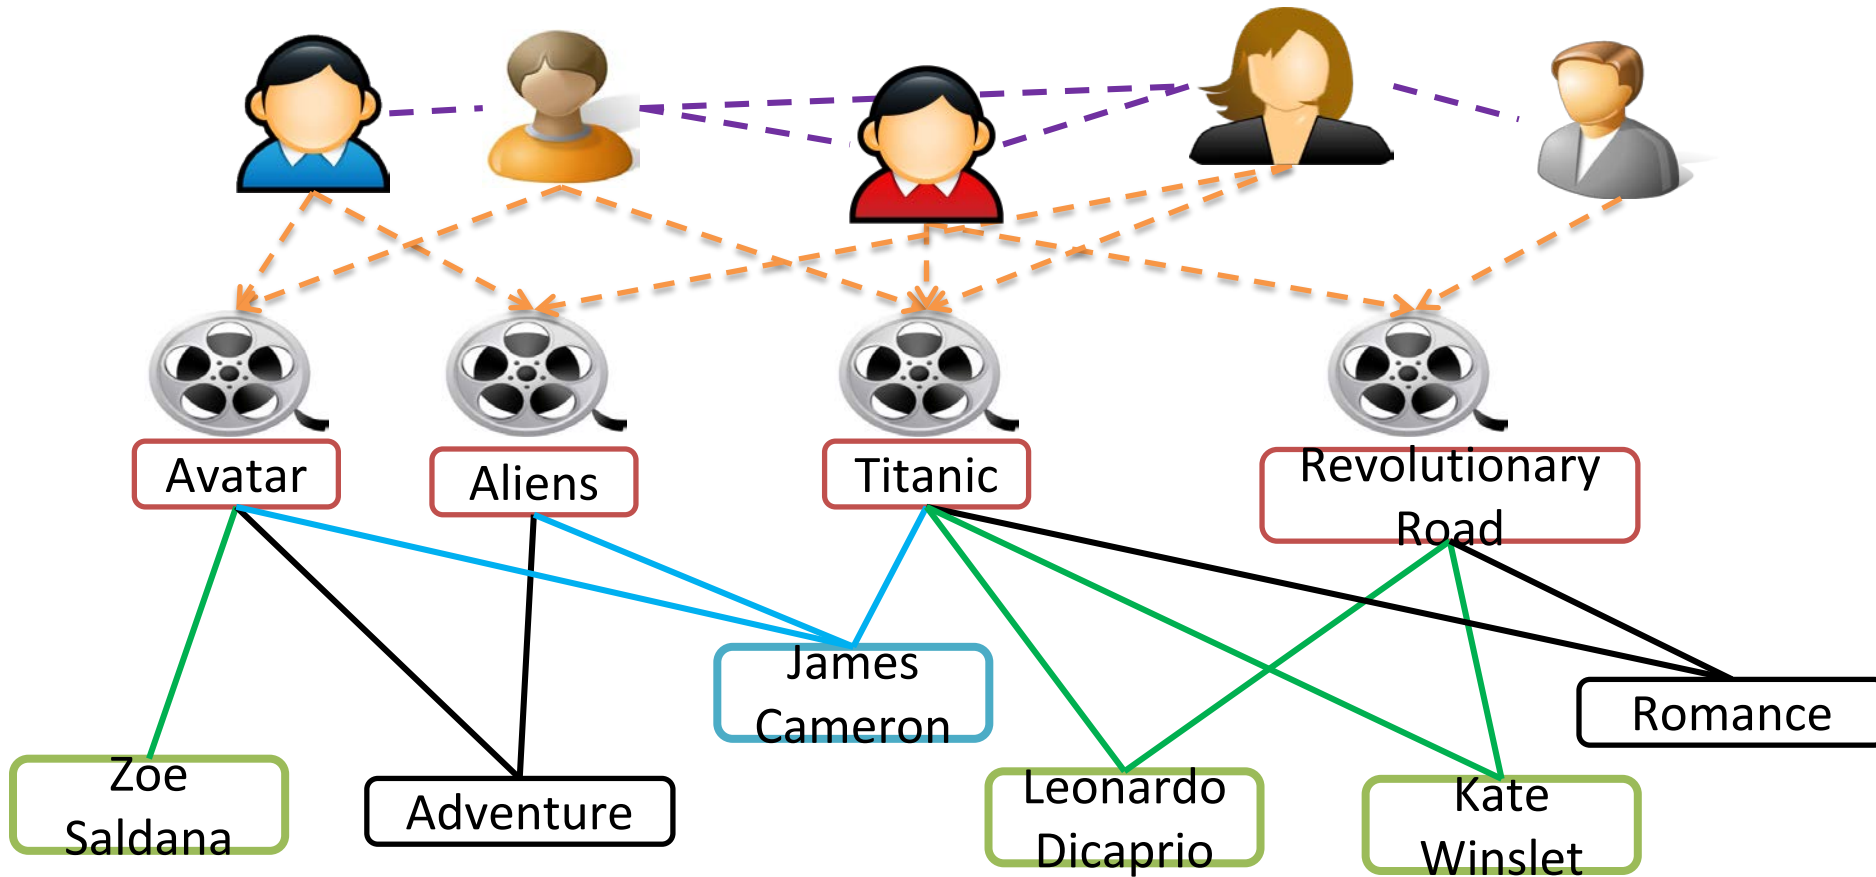 Avatar
Aliens
Titanic
Revolutionary
Road
James
Cameron
Romance
Zoe
Saldana
Adventure
Leonardo
Dicaprio
Kate
Winslet